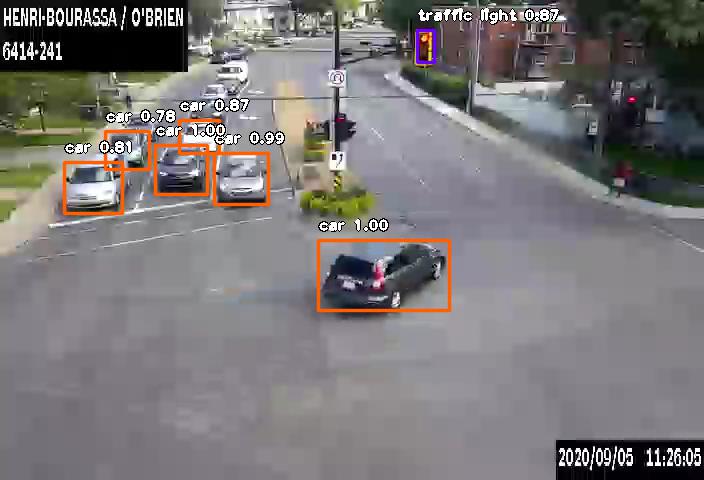 HENRI-BOURASSA / O'BRIEN
6414-241
traffic light 0.87
car 0.87
car 0.78
car 1.00
car 0.99
car 0.81
car 1.00
2020/09/05 11:26:05